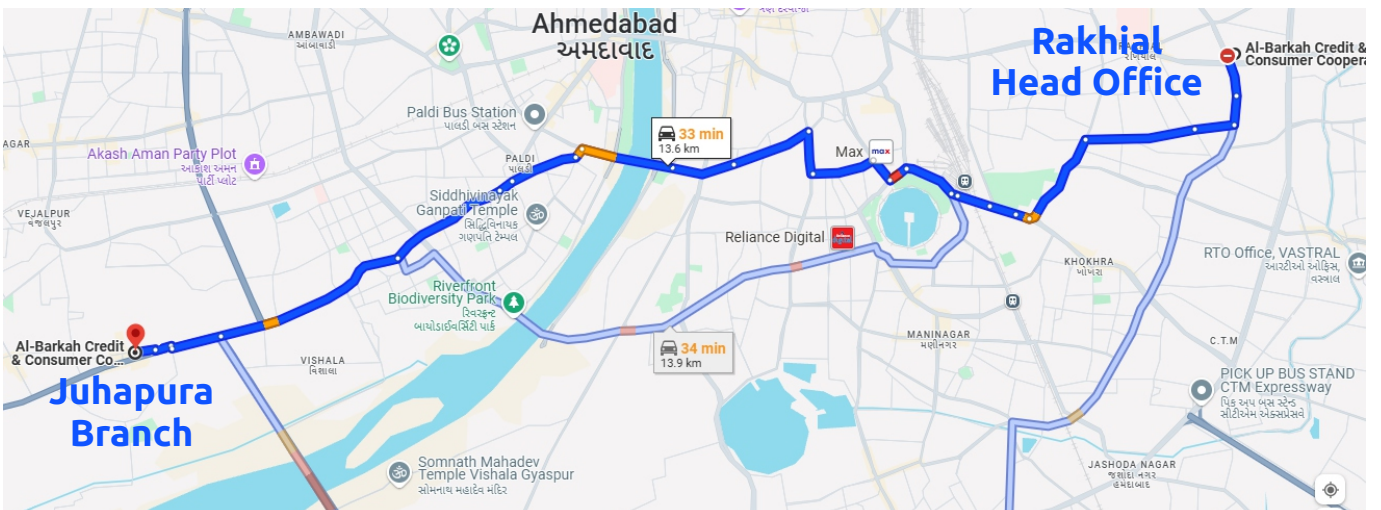 Ahmedabad
અમદાવાદ
AMBAWADI
આંબાવાડી
Rakhial
Head Office
Al-Barkah Credit &
Consumer Coopera
Paldi Bus Station
પાલડી બસ સ્ટેશન
33 min
13.6 km
AGAR
Akash Aman Party Plot
આકાશ અમન
પાર્ટી પ્લોટ
PALDI
પાલડી
Max
max
Siddhivinayak
Ganpati Temple
સિદ્ધિવિનાયક
ગણપતિ ટેમ્પલ
VEJALPUR
વેજલપુર
Reliance Digital
RTO Office, VASTRAL
આરટીઓ ઓફિસ,
વસ્ત્રાલ
KHOKHRA
ખોખરા
Riverfront
Biodiversity Park
રિવરફ્રન્ટ
બાયોડાઈવર્સિટી પાર્ક
MANINAGAR
મણીનગર
C.T.M
Al-Barkah Credit
& Consumer Co...
34 min
13.9 km
VISHALA
વિશાલા
Juhapura
Branch
PICK UP BUS STAND
CTM Expressway
પિક અપ બસ સ્ટેન્ડ
સીટીએમ એક્સપ્રેસવે
Somnath Mahadev
Temple Vishala Gyaspur
સોમનાથ મહાદેવ મંદિર
JASHODA NAGAR
જશોદા નગર
હમદાબાદ